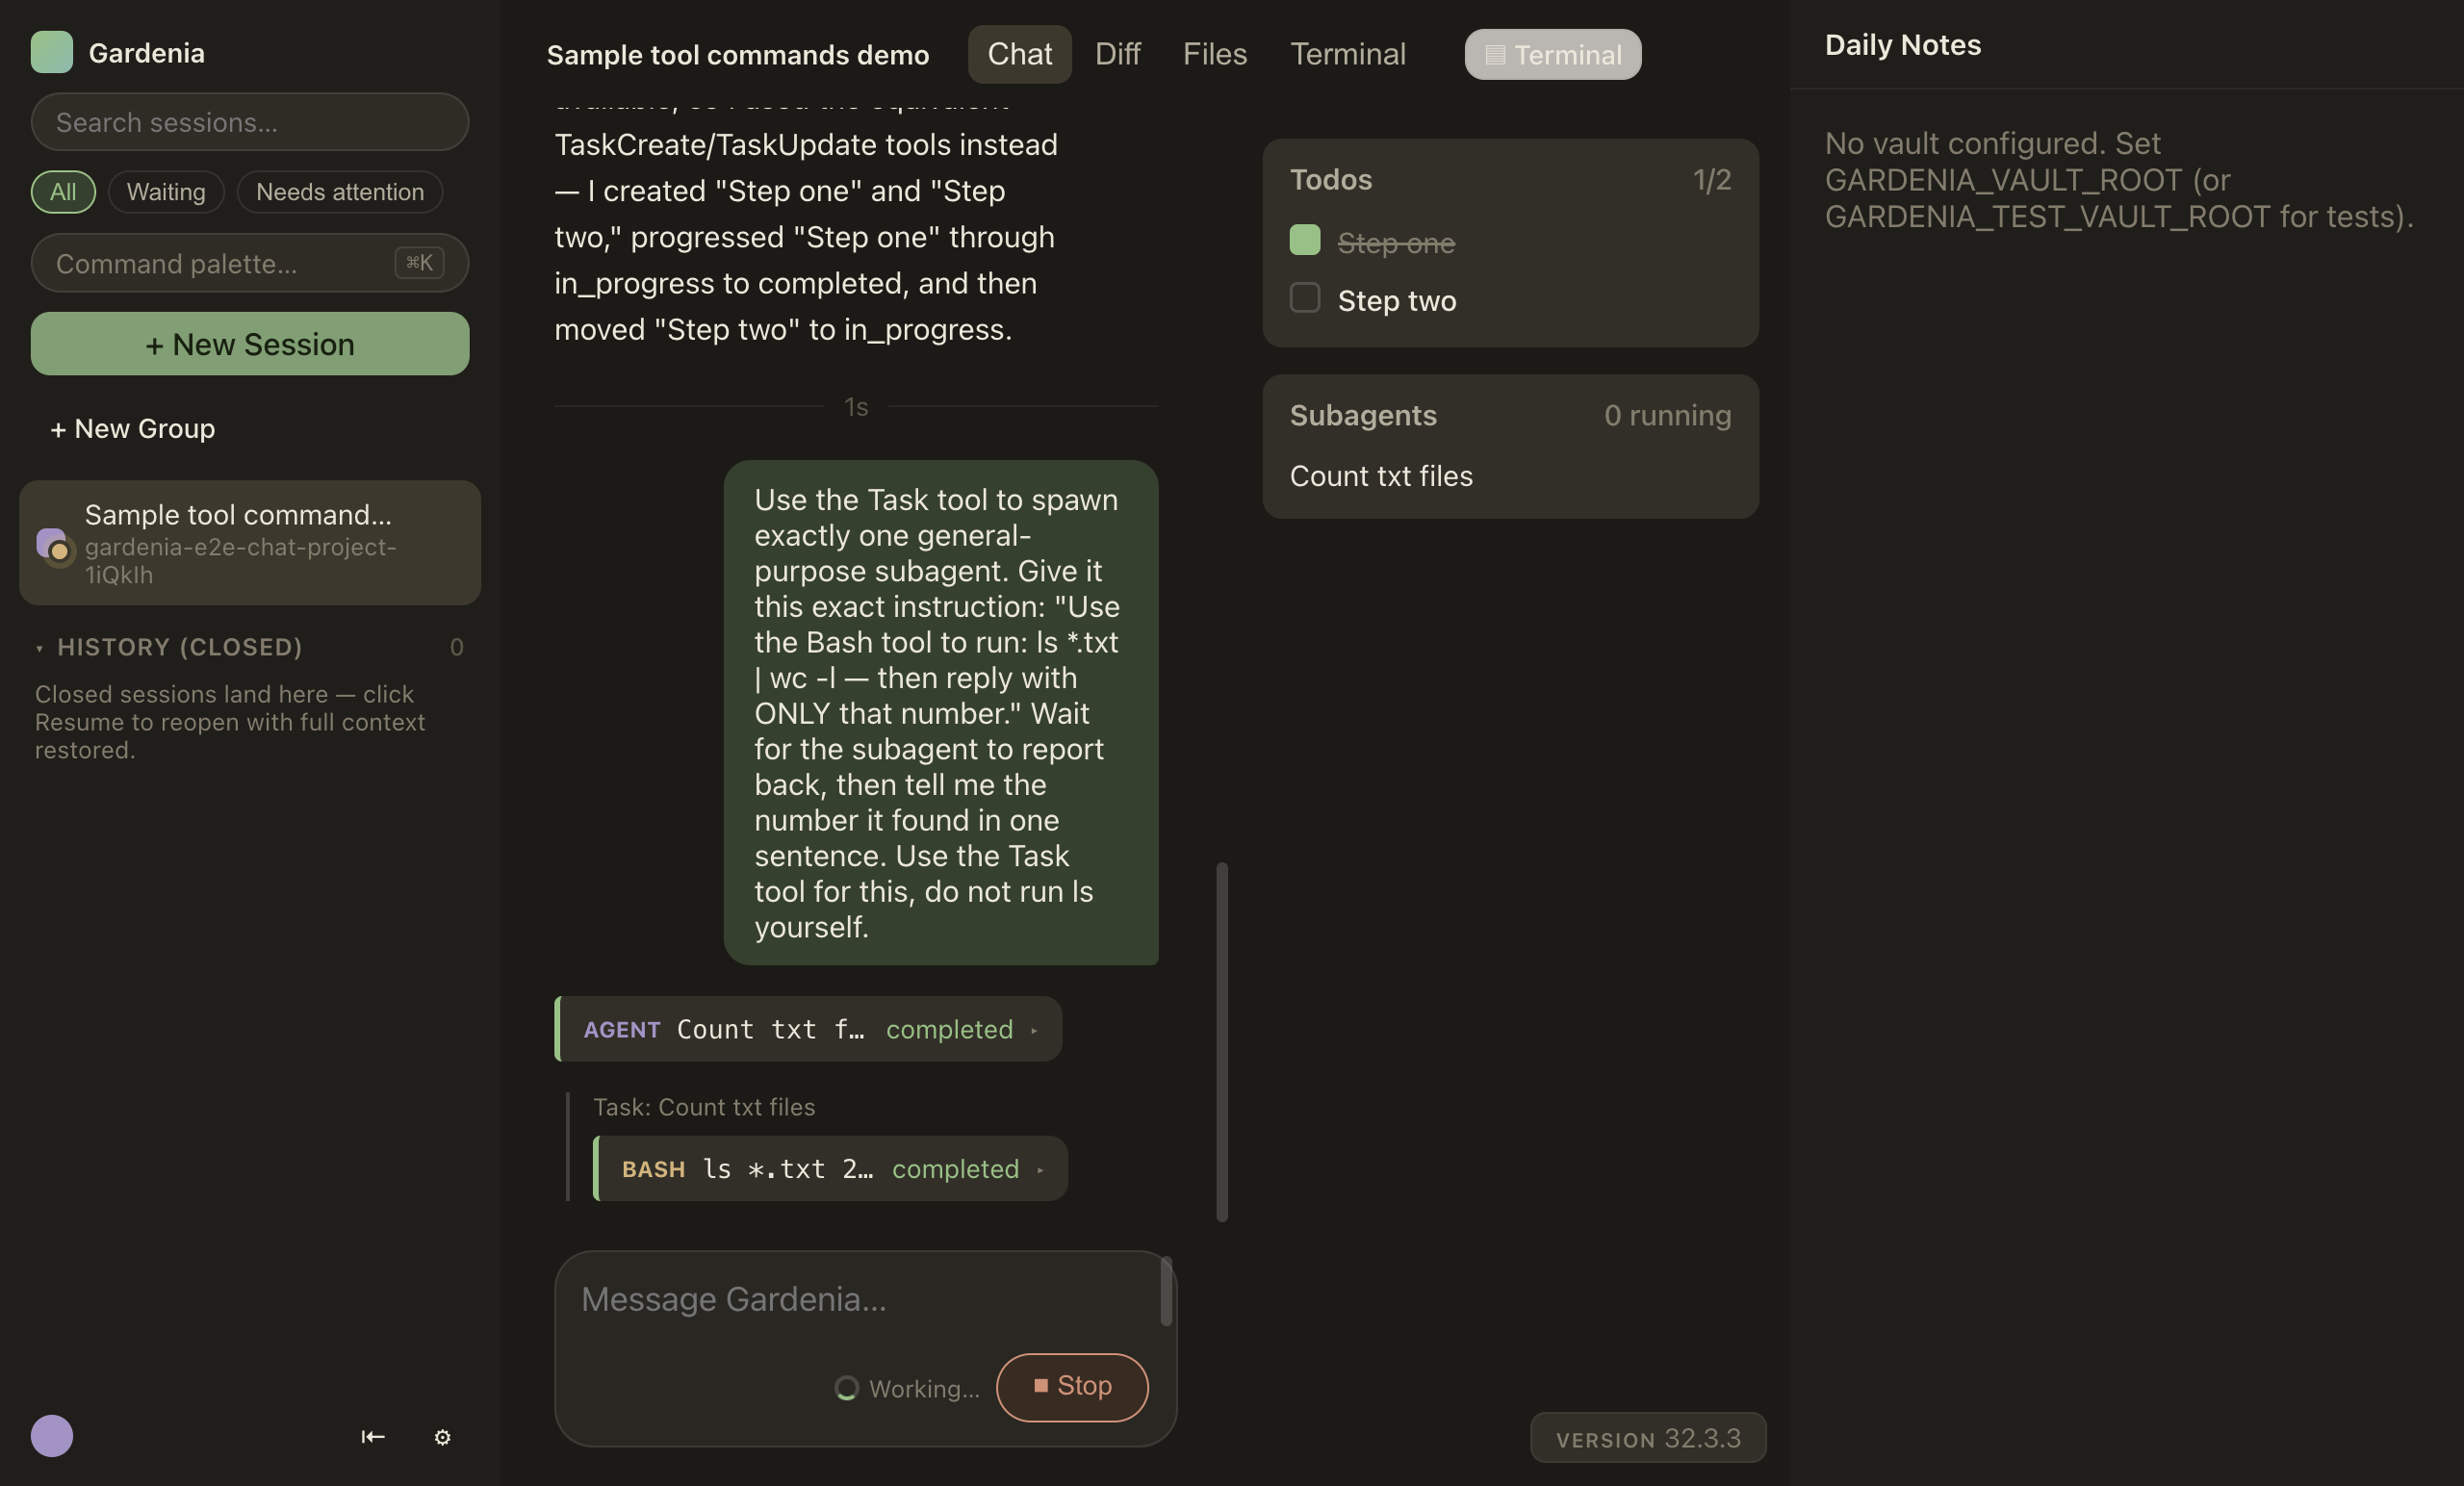 Gardenia
Search sessions...
All
Waiting
Needs attention
Command palette...
⌘K
+ New Session
+ New Group
Sample tool command...
gardenia-e2e-chat-project-
HISTORY (CLOSED)
0
Closed sessions land here — click
Resume to reopen with full context
restored.
Sample tool commands demo
Chat
Diff
Files
Terminal
Terminal
TaskCreate/TaskUpdate tools instead
— I created "Step one" and "Step
two," progressed "Step one" through
in_progress to completed, and then
moved "Step two" to in_progress.
1s
Use the Task tool to spawn
exactly one general-
purpose subagent. Give it
this exact instruction: "Use
the Bash tool to run: ls *.txt
| wc -l — then reply with
ONLY that number." Wait
for the subagent to report
back, then tell me the
number it found in one
sentence. Use the Task
tool for this, do not run ls
yourself.
AGENT Count txt f… completed
Task: Count txt files
BASH ls *.txt 2… completed
Message Gardenia...
Working...
Stop
Todos
1/2
Step one
Step two
Subagents
0 running
Count txt files
VERSION 32.3.3
Daily Notes
No vault configured. Set
GARDENIA_VAULT_ROOT (or
GARDENIA_TEST_VAULT_ROOT for tests).